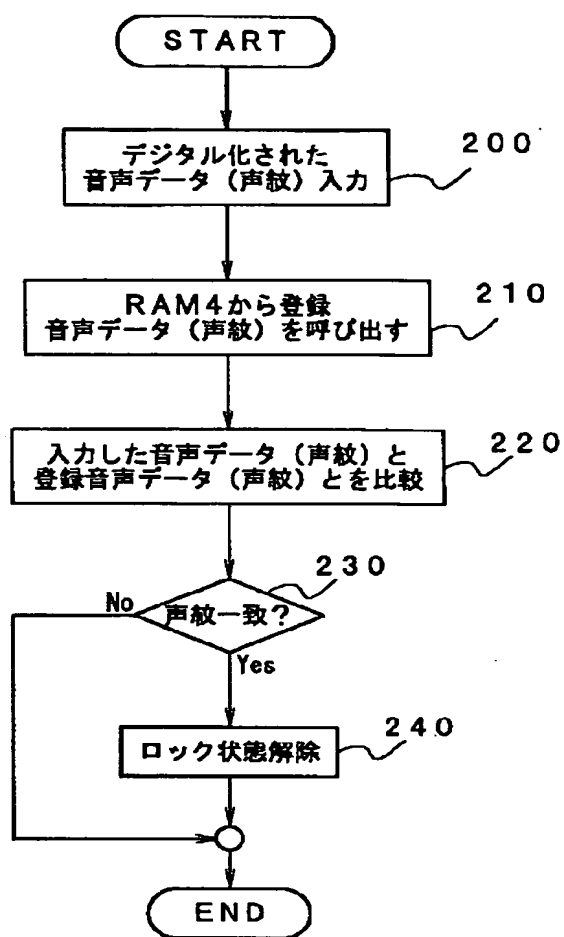 START
デジタル化された
音声データ（声紋）入力
200
RAM4から登録
音声データ（声紋）を呼び出す
210
入力した音声データ（声紋）と
登録音声データ（声紋）とを比較
220
230
声紋一致?
No
Yes
ロック状態解除
240
END